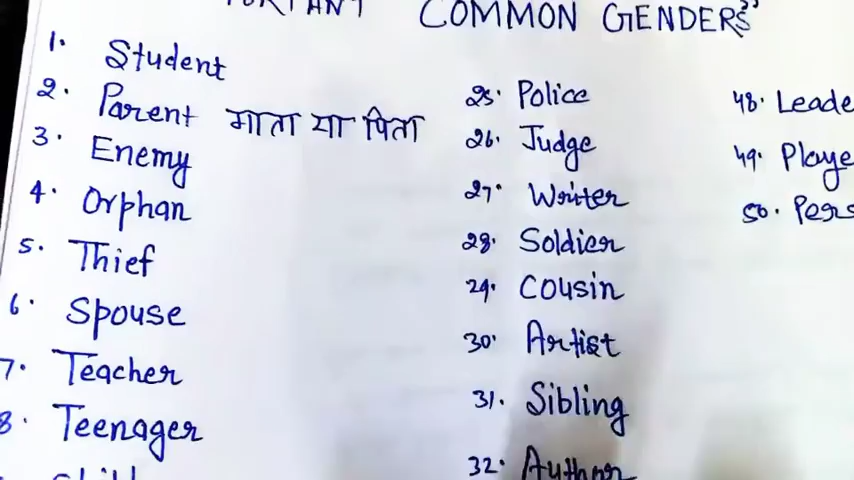 COMMON GENDERS"
1. Student
2. Parent माता या पिता
3. Enemy
4. Orphan
5. Thief
6. Spouse
7. Teacher
8. Teenager
25. Police
26. Judge
27. Writer
28. Soldier
29. Cousin
30. Artist
31. Sibling
32. Author
48. Leade
49. Playe
50. Pers